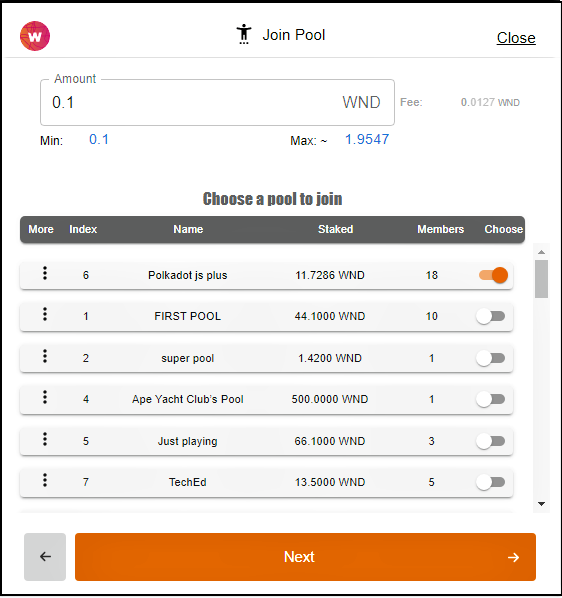 W
Join Pool
Close
Amount
0.1 WND
Fee: 0.0127 WND
Min: 0.1 Max: ~ 1.9547
Choose a pool to join
More Index Name Staked Members Choose
6 Polkadot js plus 11.7286 WND 18
1 FIRST POOL 44.1000 WND 10
2 super pool 1.4200 WND 1
4 Ape Yacht Club's Pool 500.0000 WND 1
5 Just playing 66.1000 WND 3
7 TechEd 13.5000 WND 5
Next